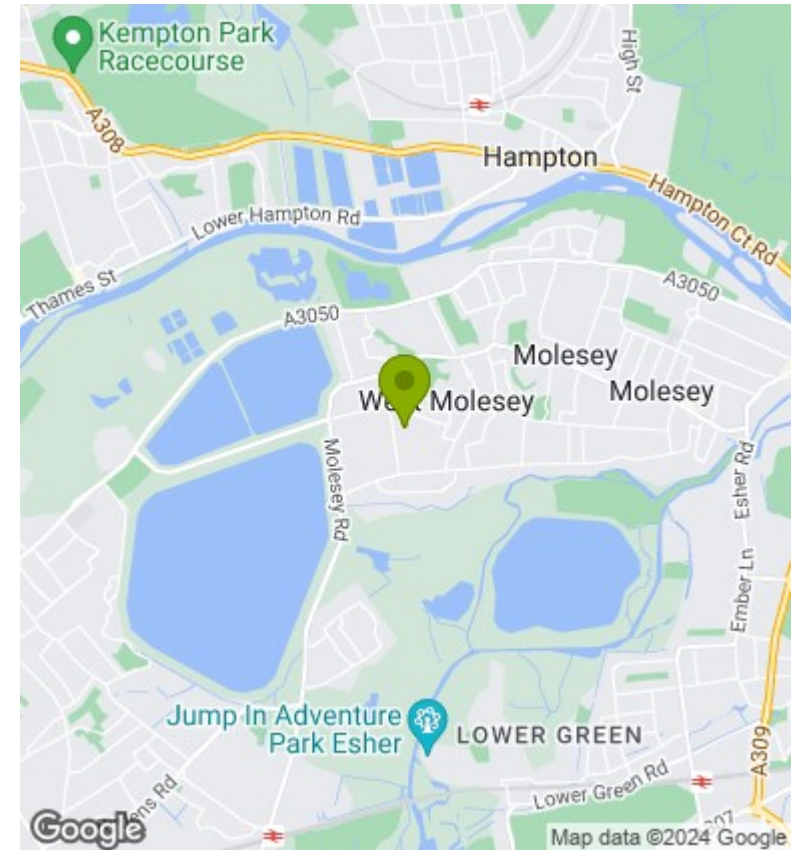 Kempton Park
Racecourse
High St
A308
Hampton
Hampton Ct Rd
Lower Hampton Rd
Thames St
A3050
A3050
Molesey
Molesey
Molesey
Molesey Rd
Esher Rd
Ember Ln
Jump In Adventure
Park Esher
LOWER GREEN
A309
Lower Green Rd
ens Rd
Google
Map data ©2024 Google